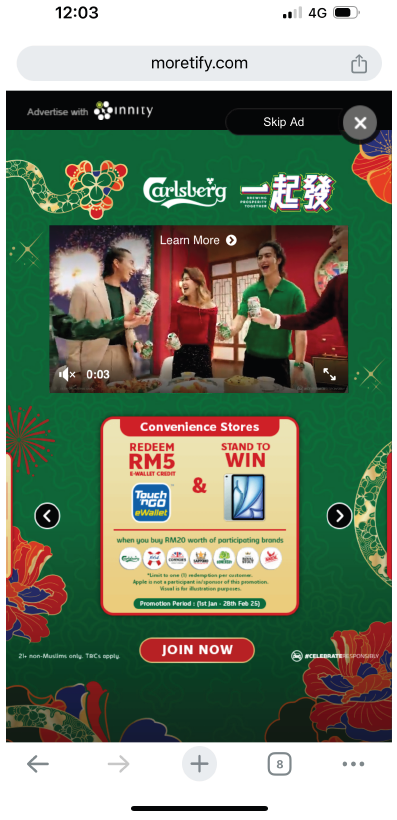 12:03
4G
moretify.com
Advertise with innity
Skip Ad
Carlsberg 一起發
BREWING
PROSPERITY
TOGETHER
Learn More
0:03
Convenience Stores
REDEEM
RM5
E-WALLET CREDIT
Touch
'n GO
eWallet
&
STAND TO
WIN
when you buy RM20 worth of participating brands
Carlsberg
*Limit to one (1) redemption per customer.
Apple is not a participant in/sponsor of this promotion.
Visual is for illustration purposes.
Promotion Period : (1st Jan - 28th Feb 25)
JOIN NOW
21+ non-Muslims only. T&Cs apply.
#CELEBRATERESPONSIBLY
8